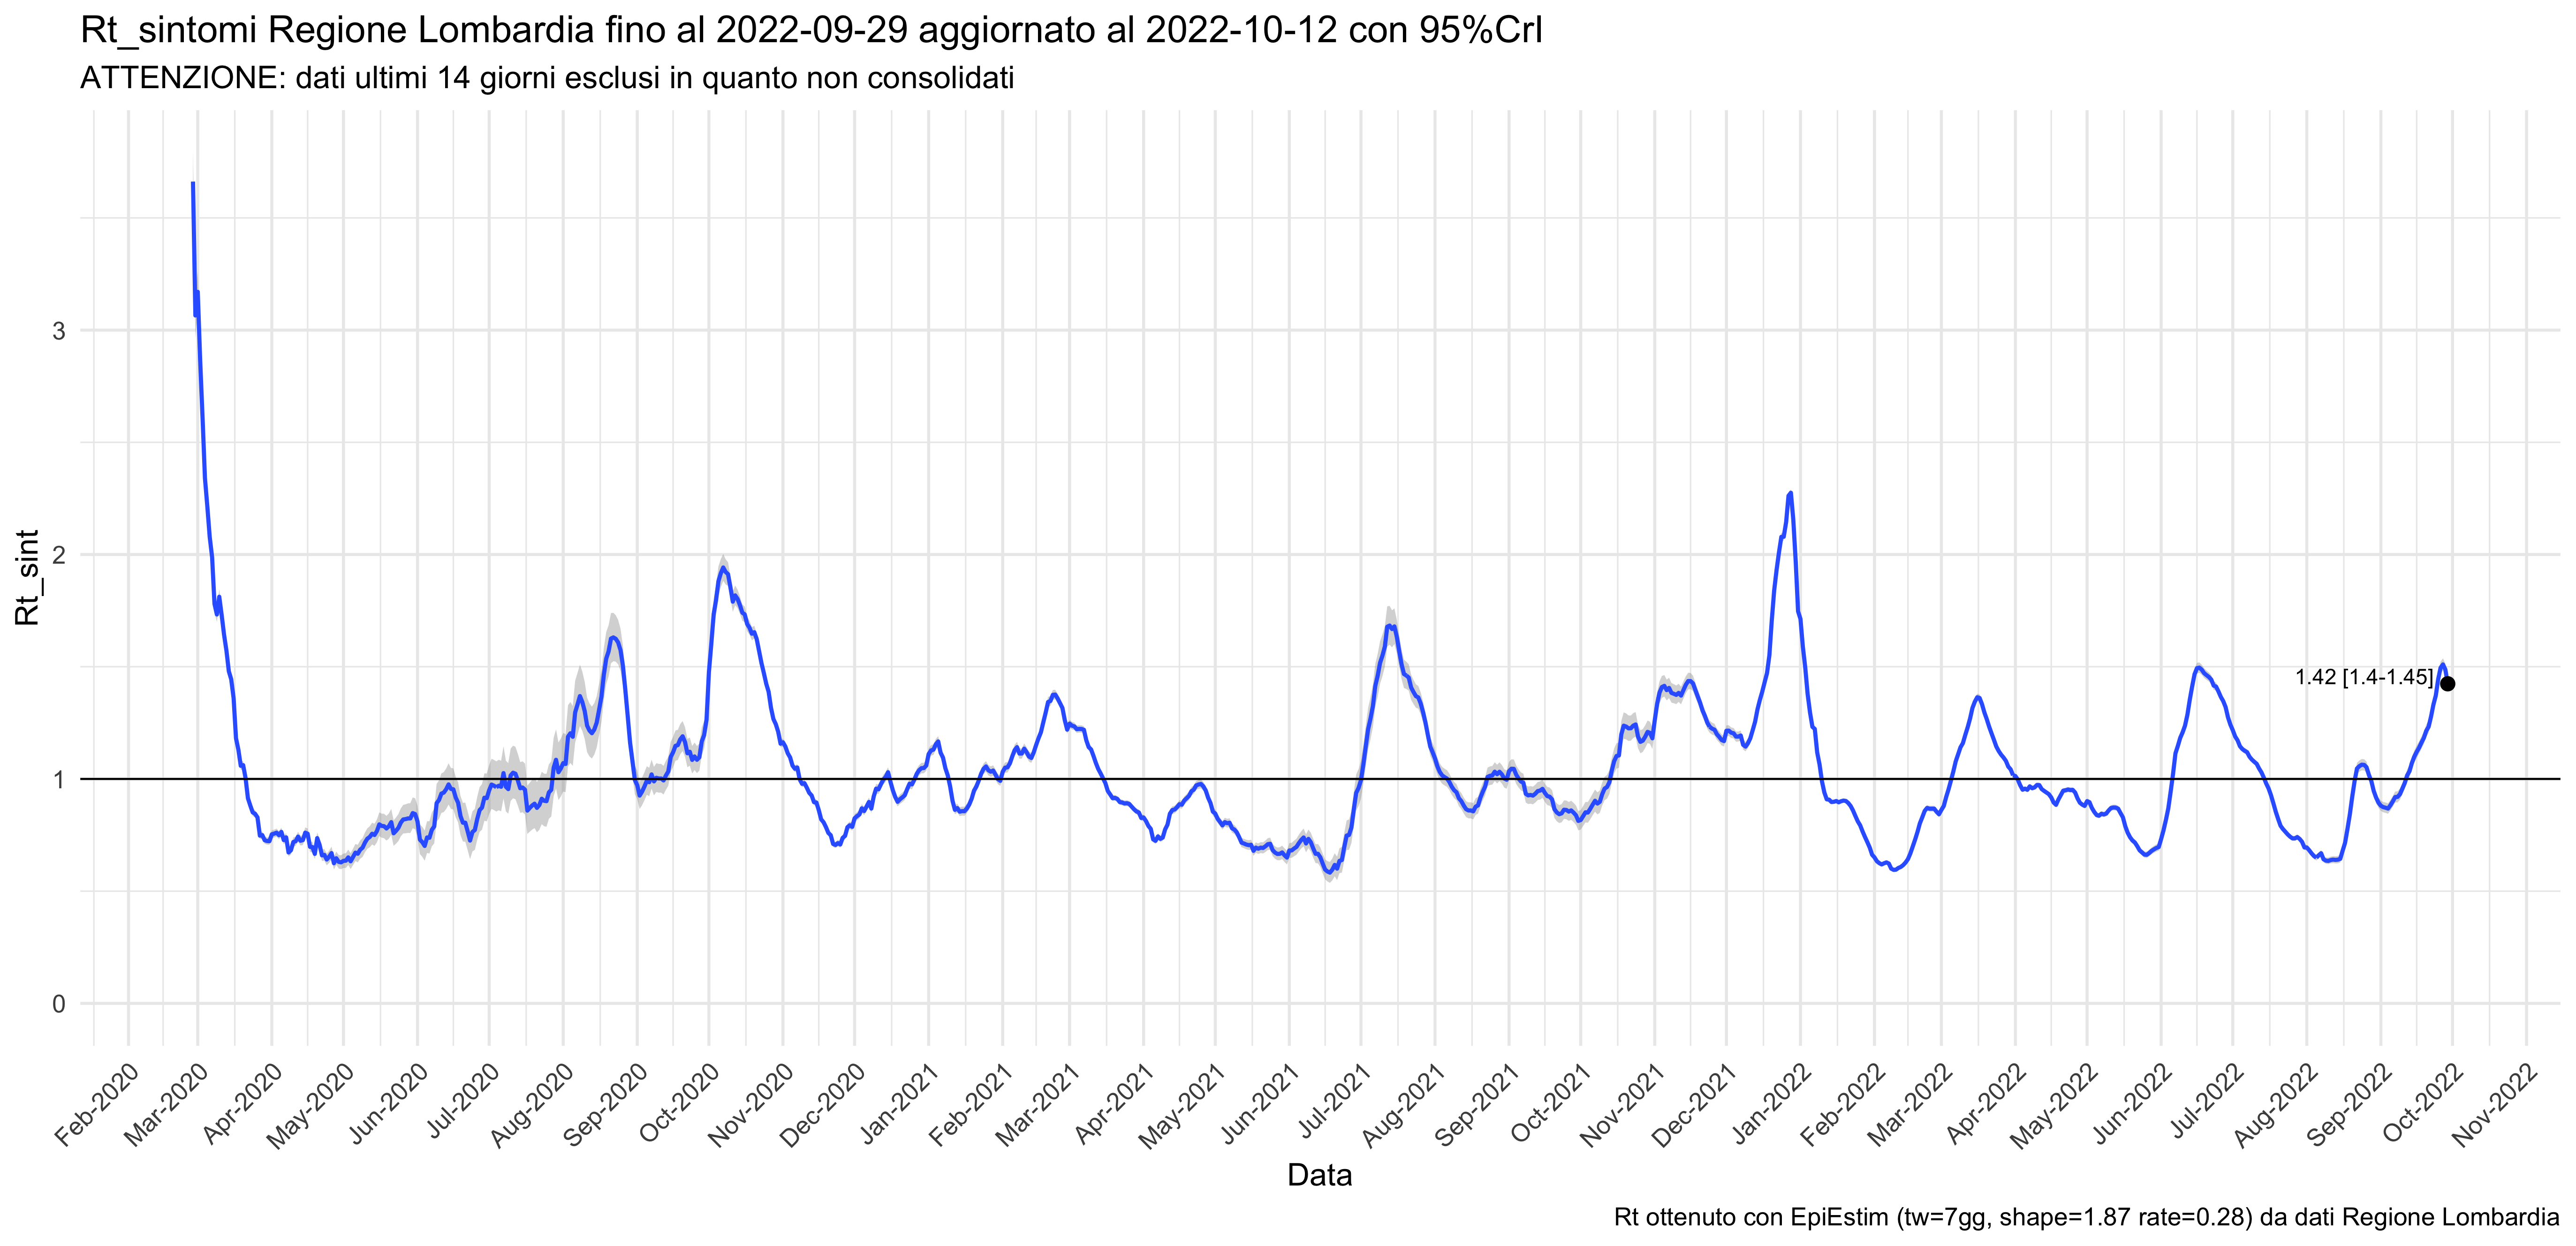 Rt_sintomi Regione Lombardia fino al 2022-09-29 aggiornato al 2022-10-12 con 95%CrI
ATTENZIONE: dati ultimi 14 giorni esclusi in quanto non consolidati
Rt_sint
3
2
1
0
1.42 [1.4-1.45]
Feb-2020
Mar-2020
Apr-2020
May-2020
Jun-2020
Jul-2020
Aug-2020
Sep-2020
Oct-2020
Nov-2020
Dec-2020
Jan-2021
Feb-2021
Mar-2021
Apr-2021
May-2021
Jun-2021
Jul-2021
Aug-2021
Sep-2021
Oct-2021
Nov-2021
Dec-2021
Jan-2022
Feb-2022
Mar-2022
Apr-2022
May-2022
Jun-2022
Jul-2022
Aug-2022
Sep-2022
Oct-2022
Nov-2022
Data
Rt ottenuto con EpiEstim (tw=7gg, shape=1.87 rate=0.28) da dati Regione Lombardia